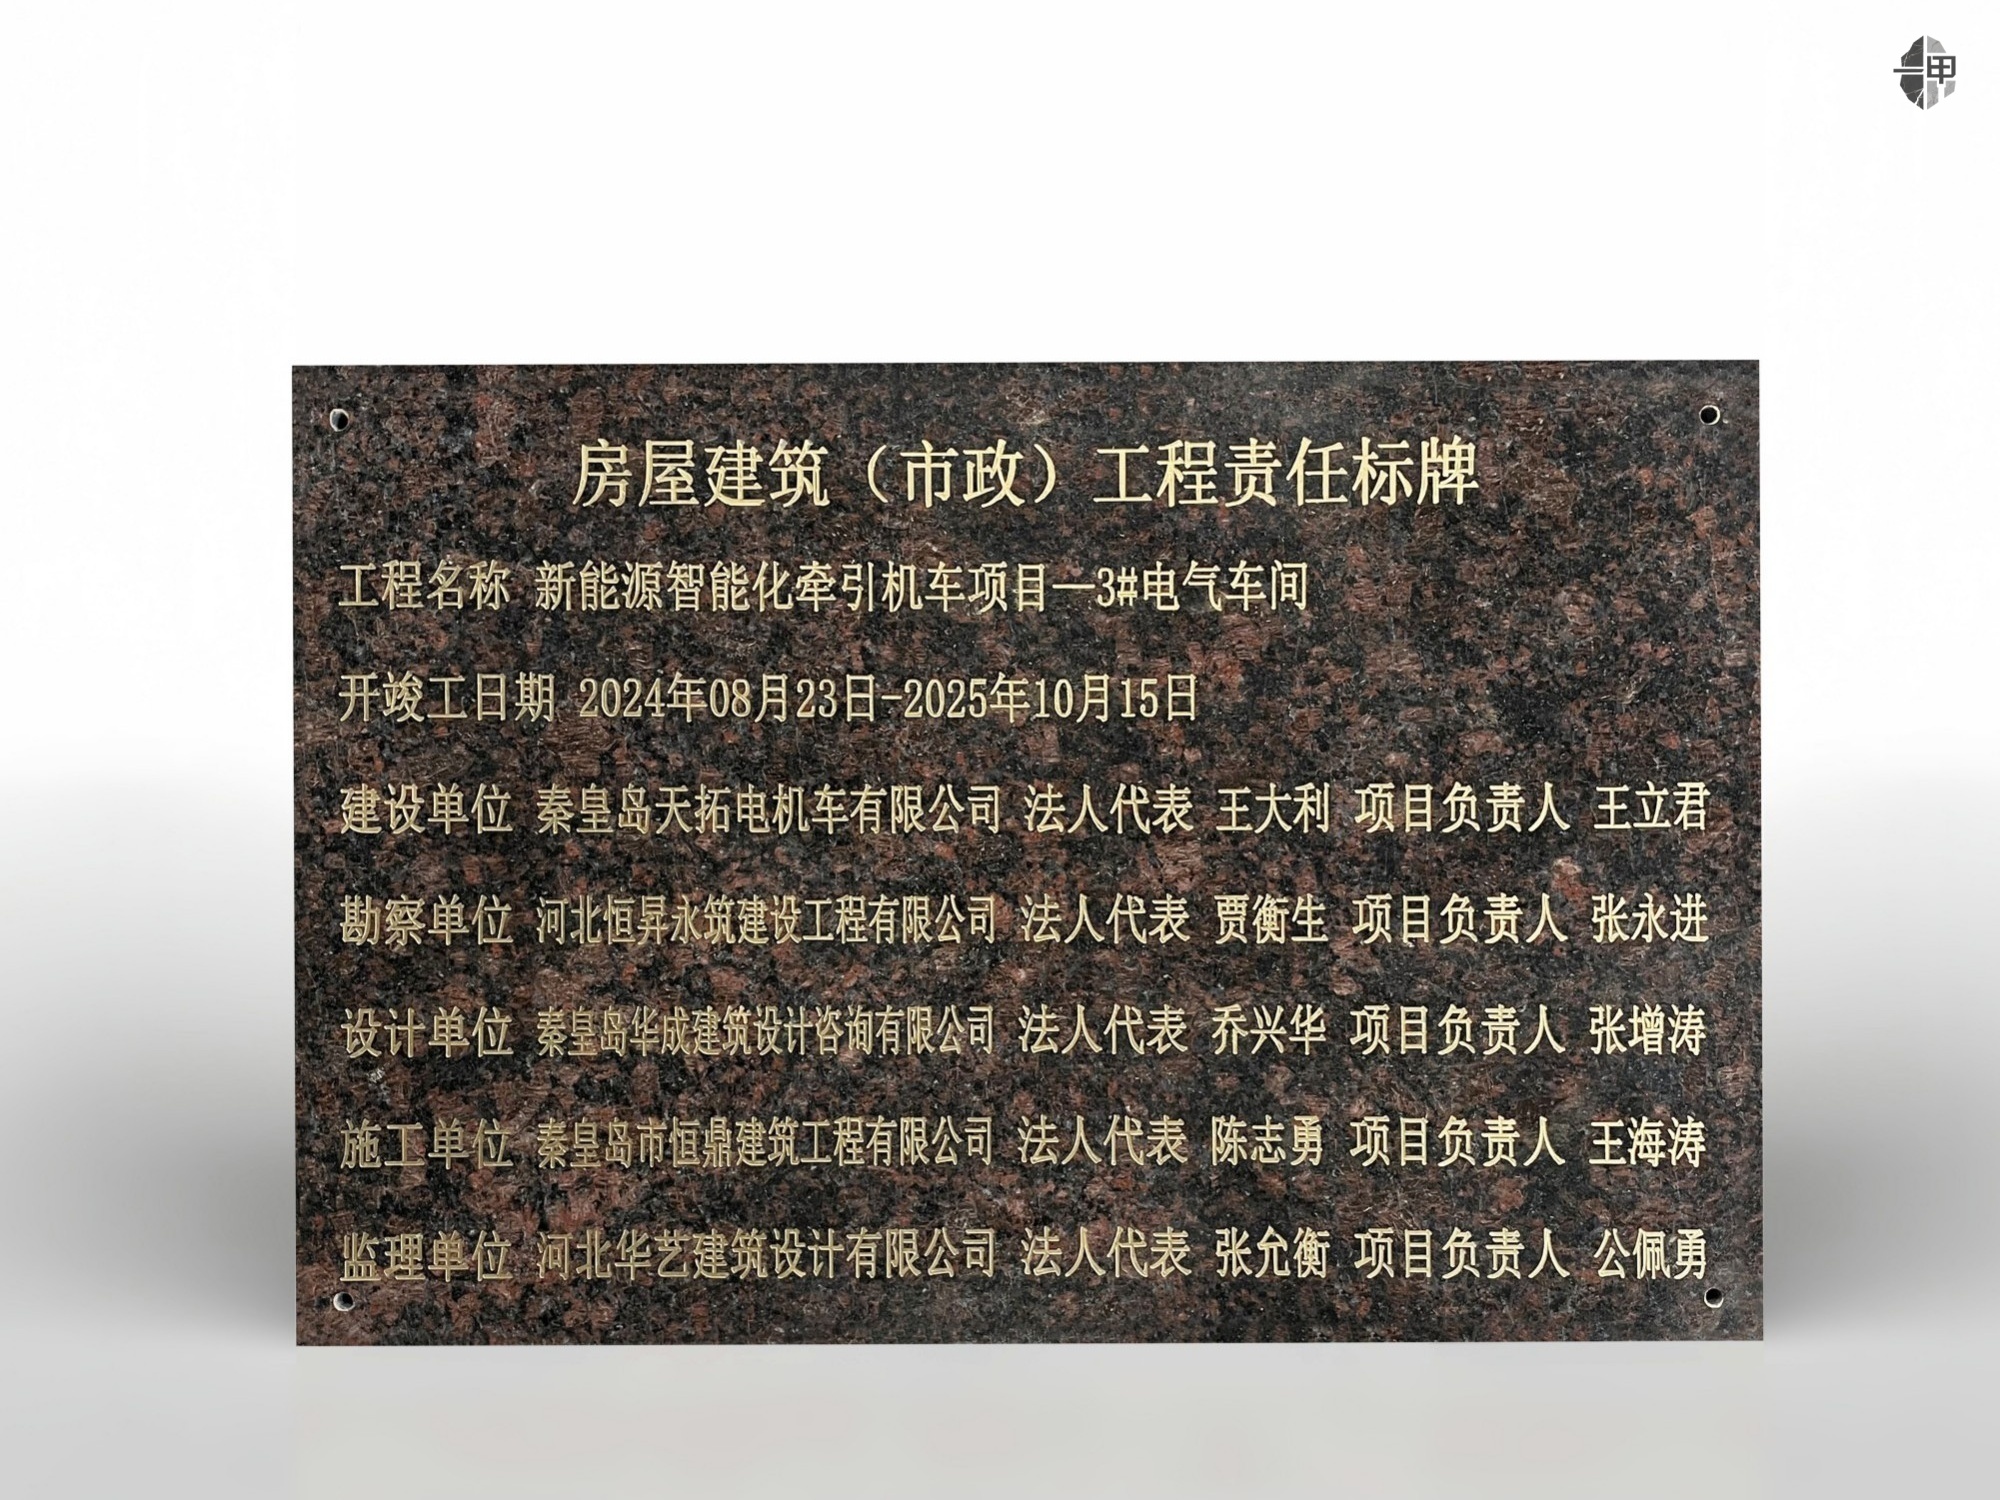 一甲
房屋建筑（市政）工程责任标牌
工程名称 新能源智能化牵引机车项目—3#电气车间
开竣工日期 2024年08月23日-2025年10月15日
建设单位 秦皇岛天拓电机车有限公司 法人代表 王大利 项目负责人 王立君
勘察单位 河北恒昇永筑建设工程有限公司 法人代表 贾衡生 项目负责人 张永进
设计单位 秦皇岛华成建筑设计咨询有限公司 法人代表 乔兴华 项目负责人 张增涛
施工单位 秦皇岛市恒鼎建筑工程有限公司 法人代表 陈志勇 项目负责人 王海涛
监理单位 河北华艺建筑设计有限公司 法人代表 张允衡 项目负责人 公佩勇